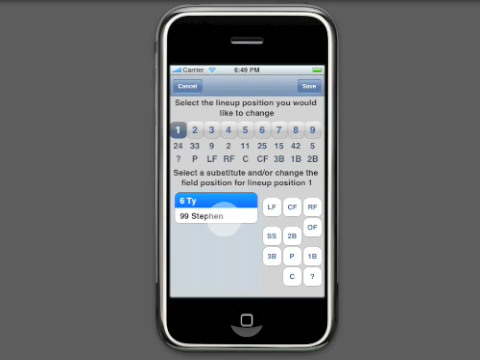 Carrier 6:49 PM
Cancel Save
Select the lineup position you would
like to change
1 2 3 4 5 6 7 8 9
24 33 9 2 11 25 15 42 5
? P LF RF C CF 3B 1B 2B
Select a substitute and/or change the
field position for lineup position 1
6 Ty
99 Stephen
LF CF RF
OF
SS 2B
3B P 1B
C ?